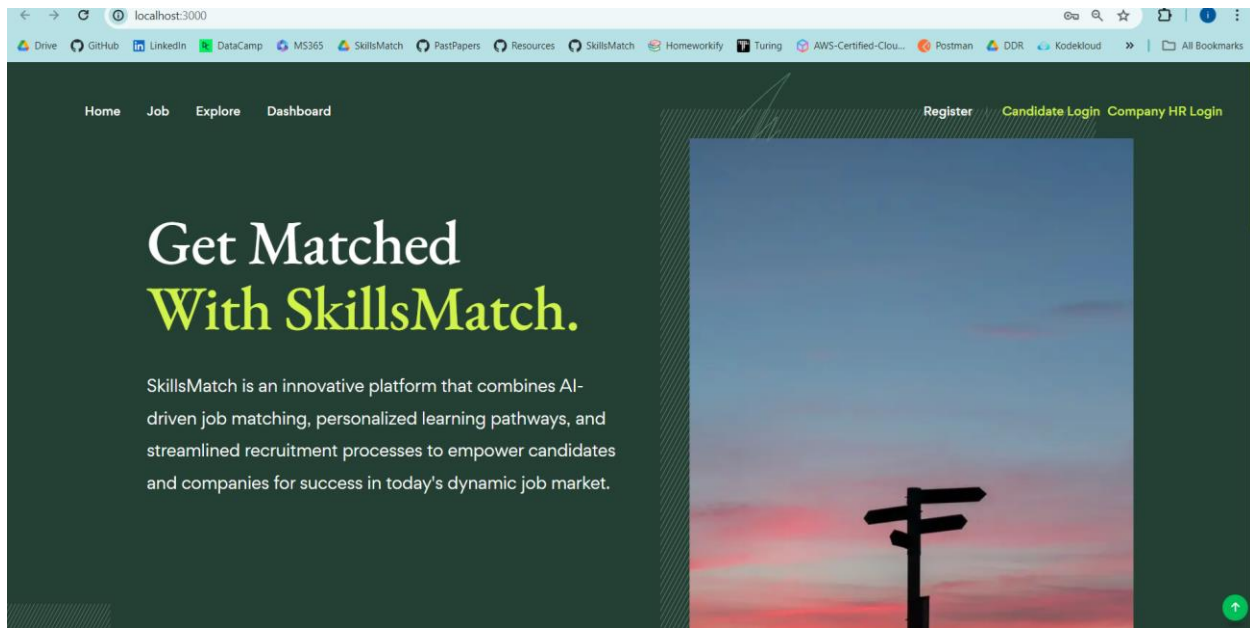 localhost:3000
Drive GitHub LinkedIn DataCamp MS365 SkillsMatch PastPapers Resources SkillsMatch Homeworkify Turing AWS-Certified-Clou... Postman DDR Kodekloud » All Bookmarks
Home Job Explore Dashboard Register Candidate Login Company HR Login
Get Matched
With SkillsMatch.
SkillsMatch is an innovative platform that combines AI-
driven job matching, personalized learning pathways, and
streamlined recruitment processes to empower candidates
and companies for success in today's dynamic job market.